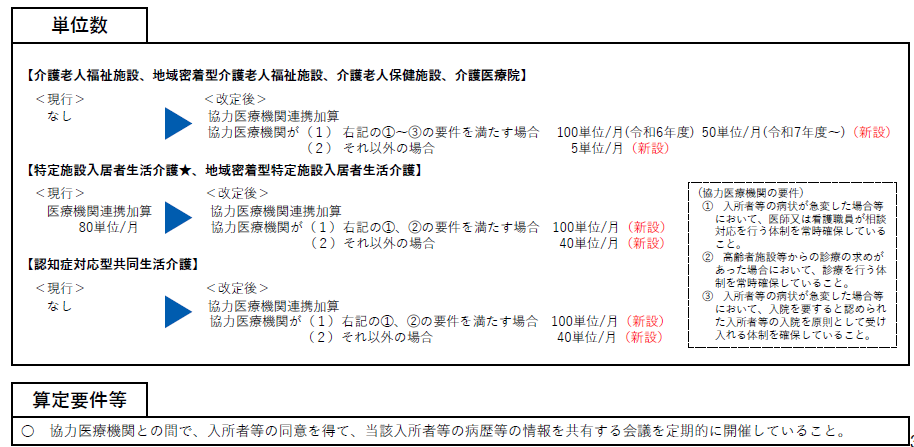 単位数
【介護老人福祉施設、地域密着型介護老人福祉施設、介護老人保健施設、介護医療院】
＜現行＞ ＜改定後＞
なし 協力医療機関連携加算
協力医療機関が（１） 右記の①～③の要件を満たす場合 100単位/月(令和6年度) 50単位/月(令和7年度～)（新設）
（２） それ以外の場合 5単位/月（新設）
【特定施設入居者生活介護★、地域密着型特定施設入居者生活介護】
＜現行＞ ＜改定後＞
医療機関連携加算 協力医療機関連携加算
80単位/月 協力医療機関が（１）右記の①、②の要件を満たす場合 100単位/月（新設）
（２）それ以外の場合 40単位/月（新設）
【認知症対応型共同生活介護】
＜現行＞ ＜改定後＞
なし 協力医療機関連携加算
協力医療機関が（１）右記の①、②の要件を満たす場合 100単位/月（新設）
（２）それ以外の場合 40単位/月（新設）
（協力医療機関の要件）
① 入所者等の病状が急変した場合等
において、医師又は看護職員が相談
対応を行う体制を常時確保している
こと。
② 高齢者施設等からの診療の求めが
あった場合において、診療を行う体
制を常時確保していること。
③ 入所者等の病状が急変した場合等
において、入院を要すると認められ
た入所者等の入院を原則として受け
入れる体制を確保していること。
算定要件等
○ 協力医療機関との間で、入所者等の同意を得て、当該入所者等の病歴等の情報を共有する会議を定期的に開催していること。